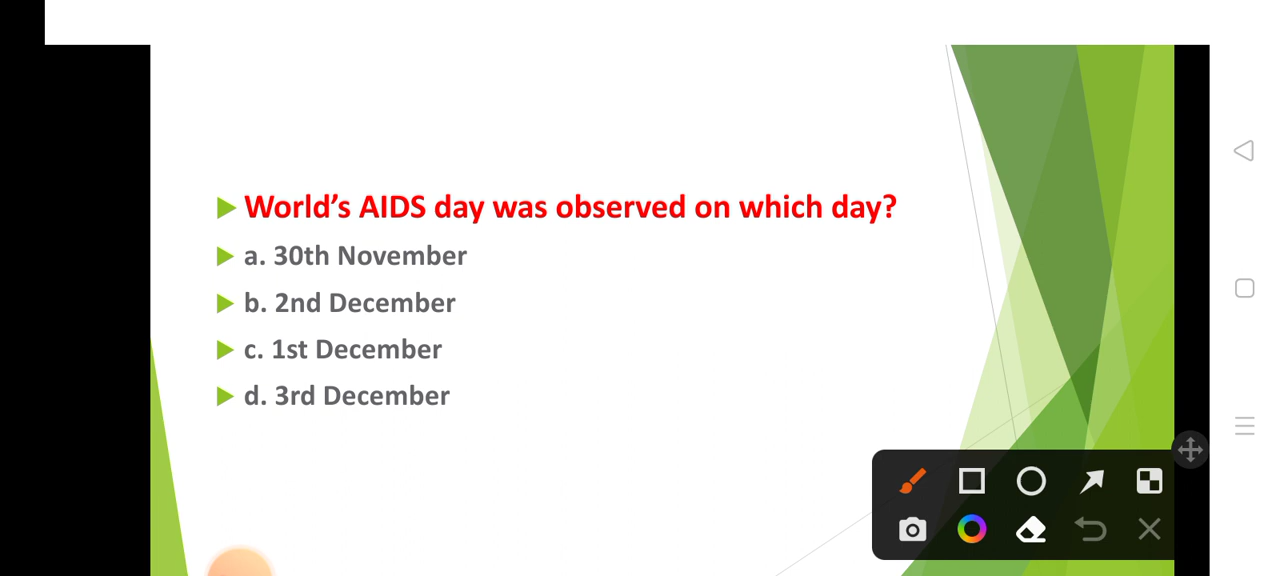 World’s AIDS day was observed on which day?
a. 30th November
b. 2nd December
c. 1st December
d. 3rd December